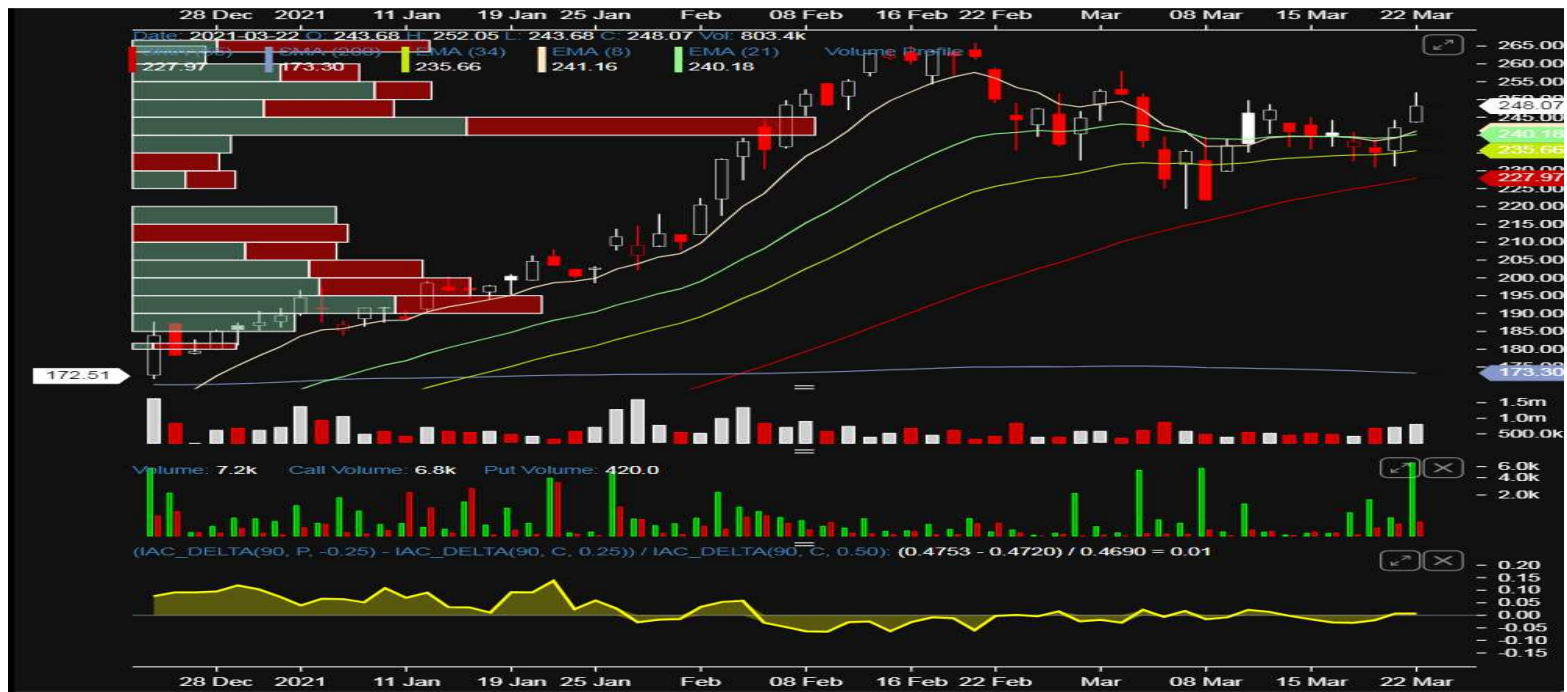 28 Dec 2021 11 Jan 19 Jan 25 Jan Feb 08 Feb 16 Feb 22 Feb Mar 08 Mar 15 Mar 22 Mar
Date: 2021-03-22 O: 243.68 H: 252.05 L: 243.68 C: 248.07 Vol: 803.4k
SMA (200) EMA (34) EMA (8) EMA (21) Volume Profile
227.97 173.30 235.66 241.16 240.18
265.00
260.00
255.00
248.07
245.00
240.18
235.66
230.00
227.97
225.00
220.00
215.00
210.00
205.00
200.00
195.00
190.00
185.00
180.00
175.00
173.30
172.51
1.5m
1.0m
500.0k
Volume: 7.2k Call Volume: 6.8k Put Volume: 420.0
6.0k
4.0k
2.0k
(IAC_DELTA(90, P, -0.25) - IAC_DELTA(90, C, 0.25)) / IAC_DELTA(90, C, 0.50): (0.4753 - 0.4720) / 0.4690 = 0.01
0.20
0.15
0.10
0.05
0.00
-0.05
-0.10
-0.15
28 Dec 2021 11 Jan 19 Jan 25 Jan Feb 08 Feb 16 Feb 22 Feb Mar 08 Mar 15 Mar 22 Mar